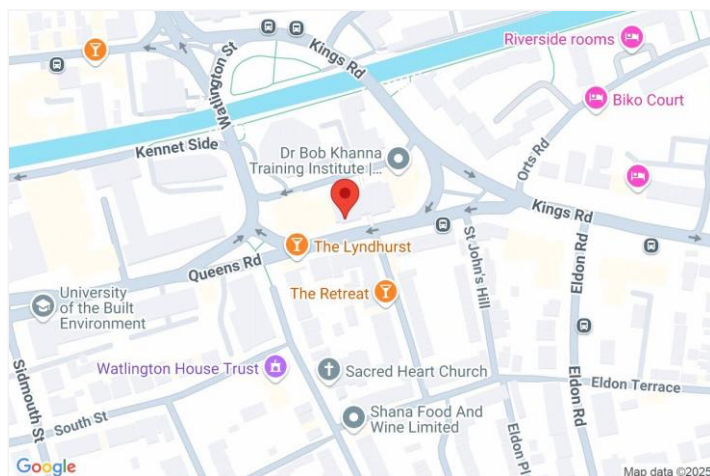 Watlington St
Kings Rd
Riverside rooms
Biko Court
Kennet Side
Dr Bob Khanna
Training Institute |...
Orts Rd
Kings Rd
The Lyndhurst
Queens Rd
St John's Hill
Eldon Rd
The Retreat
University
of the Built
Environment
Watlington House Trust
Sacred Heart Church
Sidmouth St
South St
Shana Food And
Wine Limited
Eldon Terrace
Eldon Rd
Eldon Pl
Google
Map data ©2025